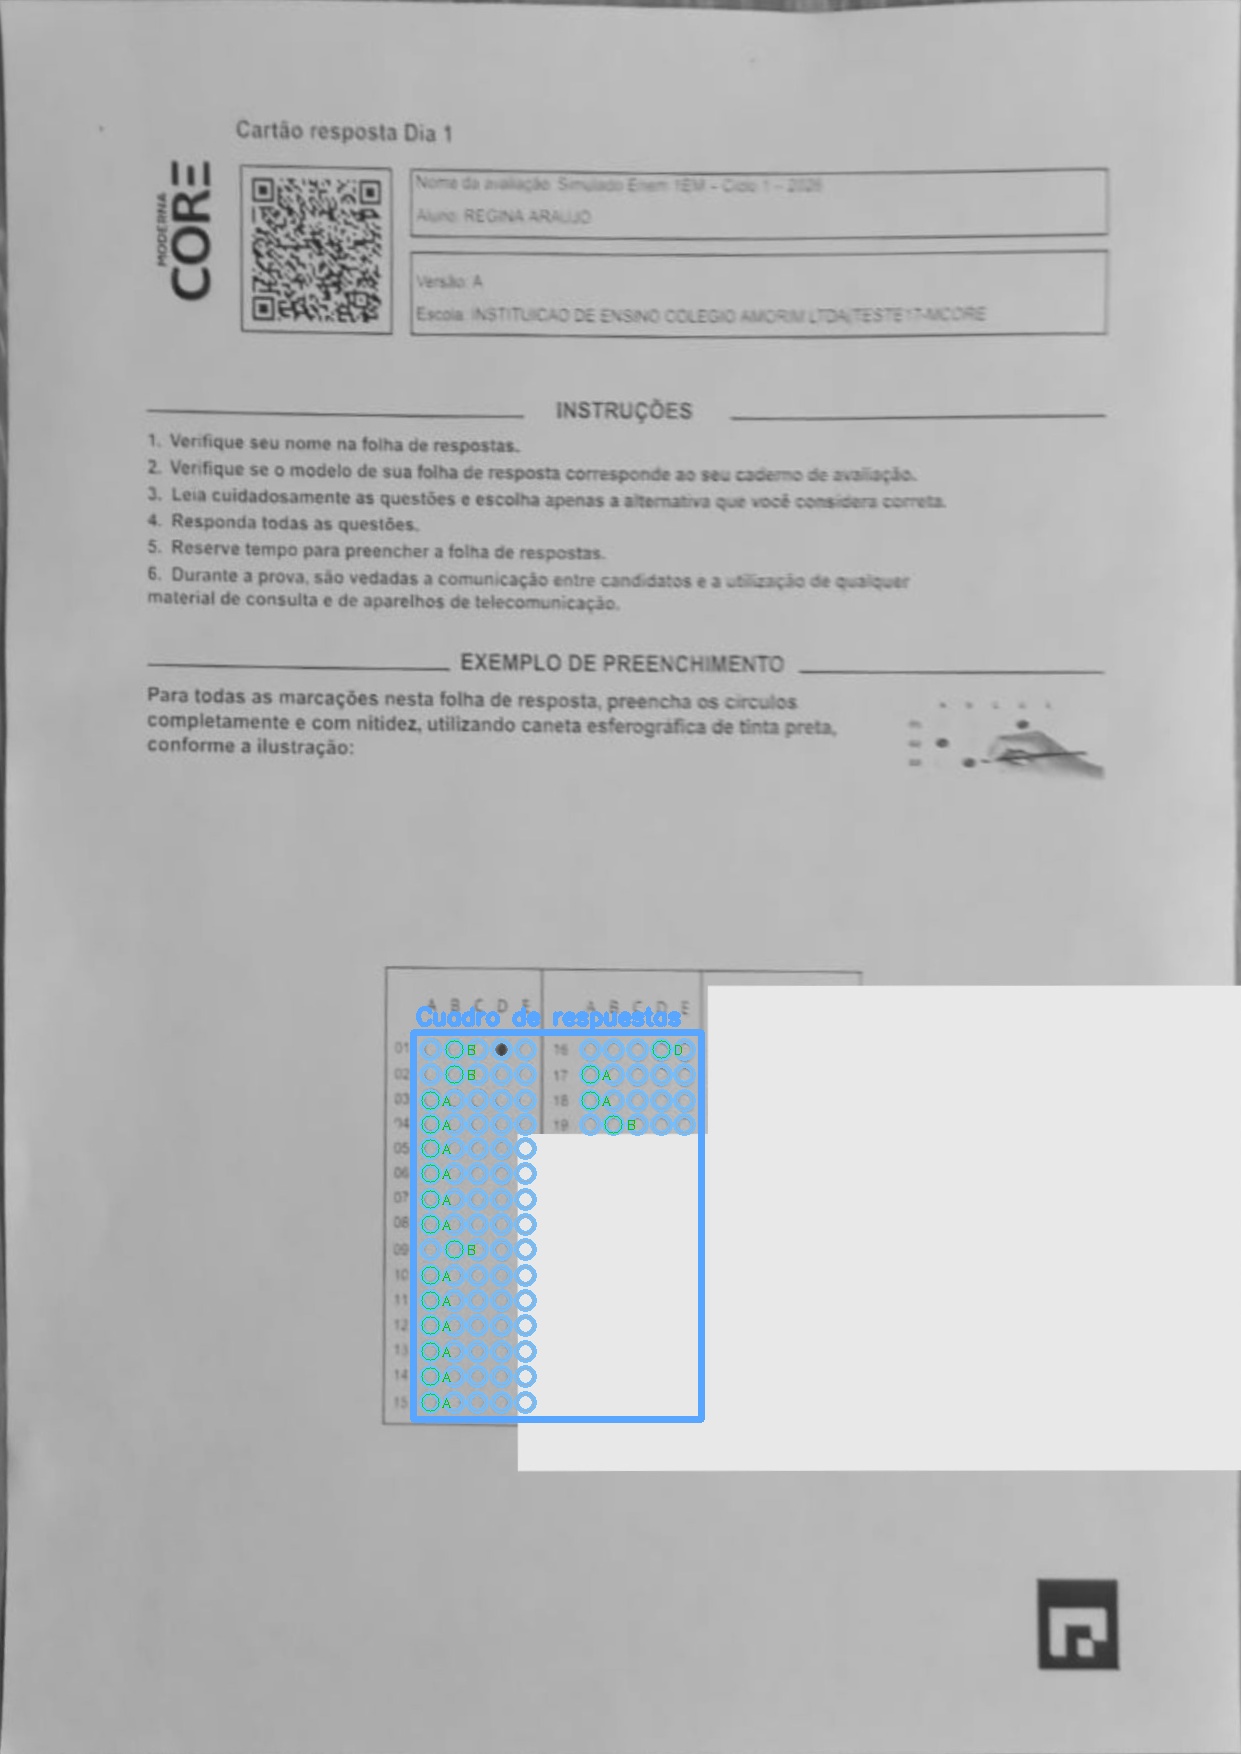 Cartão resposta Dia 1
MODERNA
CORE
Nome da avaliação: Simulado Enem 1EM - Ciclo 1 - 2026
Aluno: REGINA ARAUJO
Versão: A
Escola: INSTITUICAO DE ENSINO COLEGIO AMORIM LTDA(TESTE17-MCORE
INSTRUÇÕES
1. Verifique seu nome na folha de respostas.
2. Verifique se o modelo de sua folha de resposta corresponde ao seu caderno de avaliação.
3. Leia cuidadosamente as questões e escolha apenas a alternativa que você considera correta.
4. Responda todas as questões.
5. Reserve tempo para preencher a folha de respostas.
6. Durante a prova, são vedadas a comunicação entre candidatos e a utilização de qualquer
material de consulta e de aparelhos de telecomunicação.
EXEMPLO DE PREENCHIMENTO
Para todas as marcações nesta folha de resposta, preencha os círculos
completamente e com nitidez, utilizando caneta esferográfica de tinta preta,
conforme a ilustração:
A B C D E A B C D E
Cuadro de respuestas
01 B 16 D
02 B 17 A
03 A 18 A
04 A 19 B
05 A
06 A
07 A
08 A
09 B
10 A
11 A
12 A
13 A
14 A
15 A